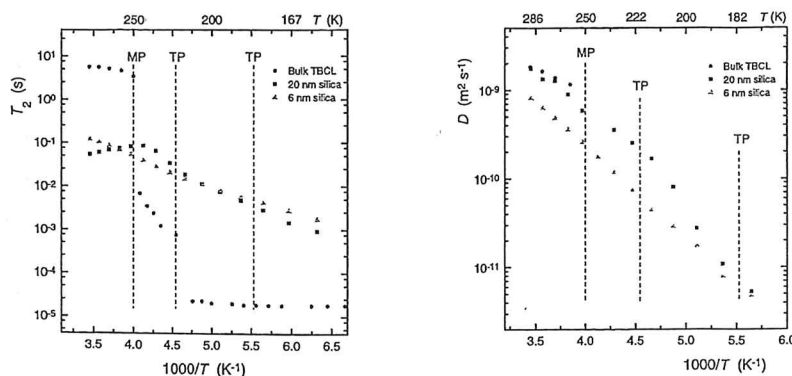 250 200 167 T (K)
MP TP TP
10¹
10⁰
10⁻¹
10⁻²
10⁻³
10⁻⁴
10⁻⁵
T₂ (s)
Bulk TBCL
20 nm silica
6 nm silica
3.5 4.0 4.5 5.0 5.5 6.0 6.5
1000/T (K⁻¹)
286 250 222 200 182 T (K)
MP
TP
TP
10⁻⁹
10⁻¹⁰
10⁻¹¹
D (m² s⁻¹)
Bulk TBCL
20 nm silica
6 nm silica
3.5 4.0 4.5 5.0 5.5 6.0
1000/T (K⁻¹)